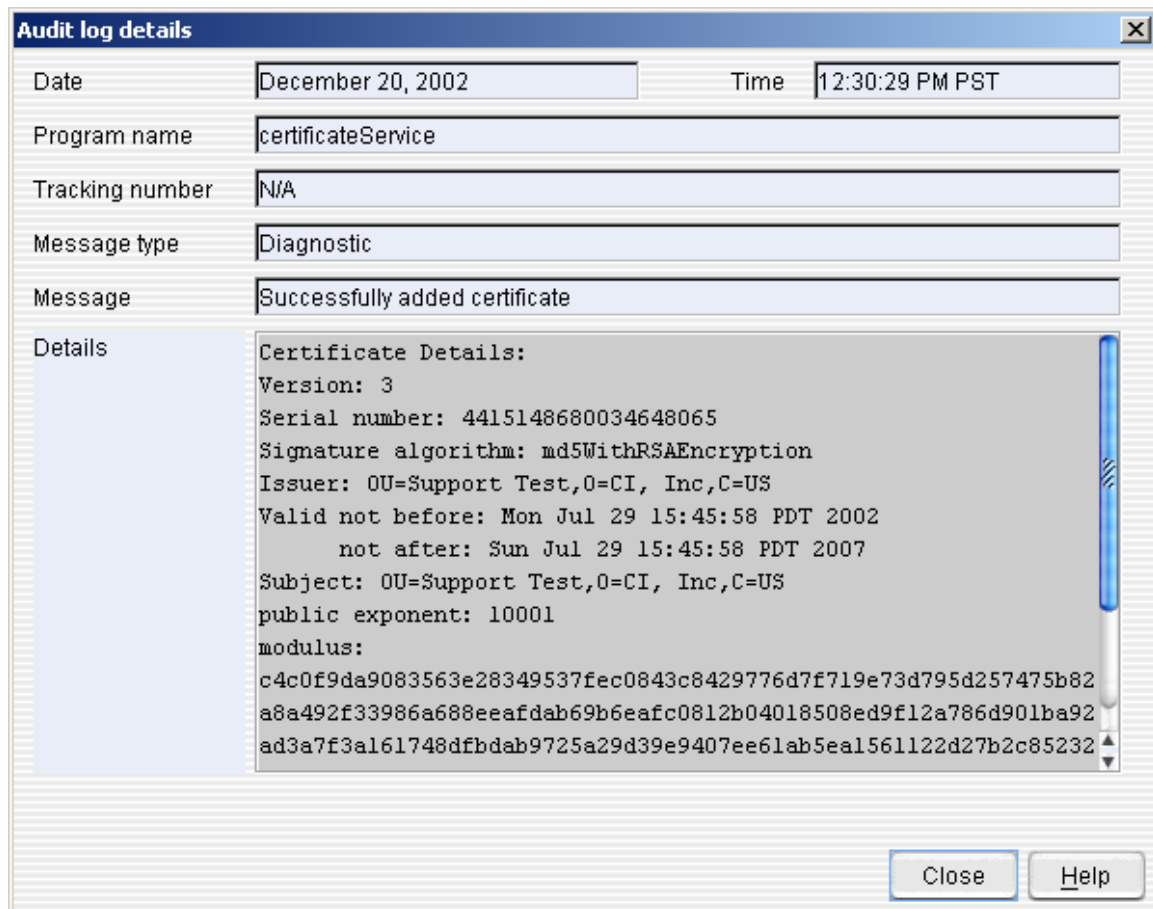 Audit log details
Date December 20, 2002 Time 12:30:29 PM PST
Program name certificateService
Tracking number N/A
Message type Diagnostic
Message Successfully added certificate
Details
Certificate Details:
Version: 3
Serial number: 4415148680034648065
Signature algorithm: md5WithRSAEncryption
Issuer: OU=Support Test,O=CI, Inc,C=US
Valid not before: Mon Jul 29 15:45:58 PDT 2002
not after: Sun Jul 29 15:45:58 PDT 2007
Subject: OU=Support Test,O=CI, Inc,C=US
public exponent: 10001
modulus:
c4c0f9da9083563e28349537fec0843c8429776d7f719e73d795d257475b82
a8a492f33986a688eeafdab69b6eafc0812b04018508ed9f12a786d901ba92
ad3a7f3a161748dfbdab9725a29d39e9407ee61ab5ea1561122d27b2c85232
Close Help